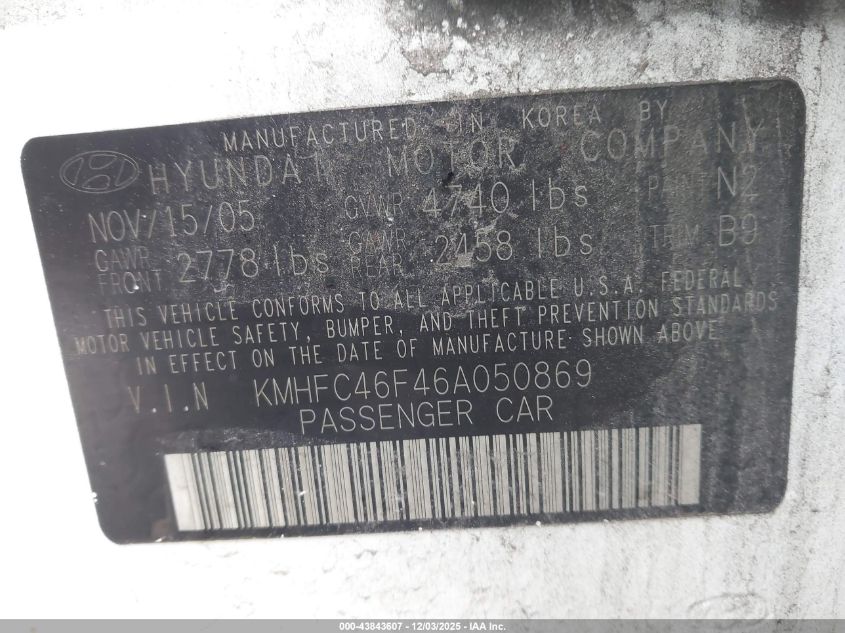 MANUFACTURED IN KOREA BY
HYUNDAI MOTOR COMPANY
NOV/15/05 GVWR 4740 lbs PAINT N2
GAWR FRONT 2778 lbs GAWR REAR 2458 lbs TRIM B9
THIS VEHICLE CONFORMS TO ALL APPLICABLE U.S.A. FEDERAL
MOTOR VEHICLE SAFETY, BUMPER, AND THEFT PREVENTION STANDARDS
IN EFFECT ON THE DATE OF MANUFACTURE SHOWN ABOVE
V.I.N KMHFC46F46A050869
PASSENGER CAR
000-43843607 - 12/03/2025 - IAA Inc.